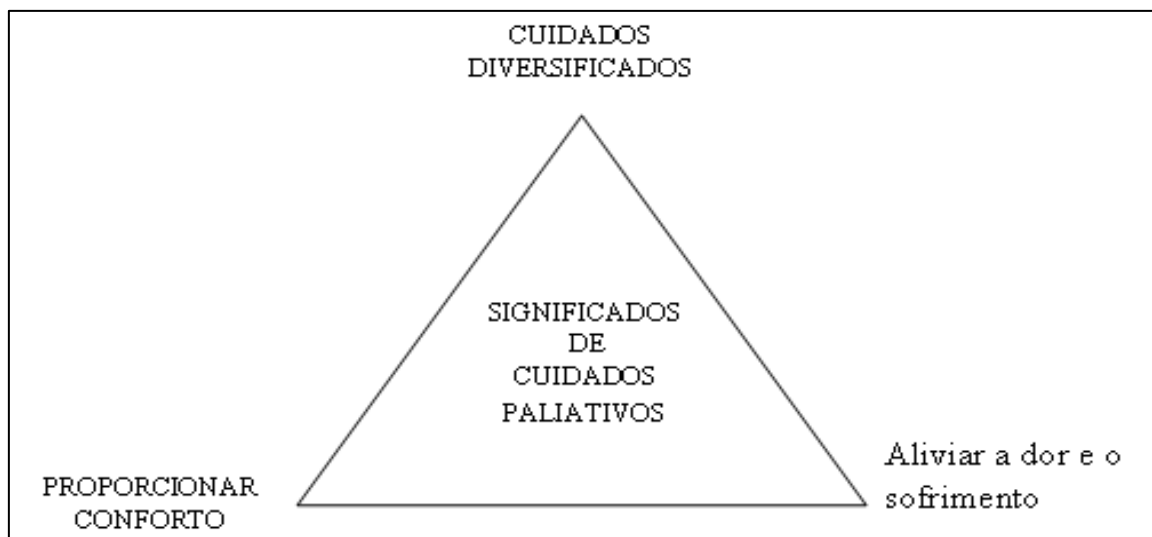 CUIDADOS
DIVERSIFICADOS
SIGNIFICADOS
DE
CUIDADOS
PALIATIVOS
PROPORCIONAR
CONFORTO
Aliviar a dor e o
sofrimento